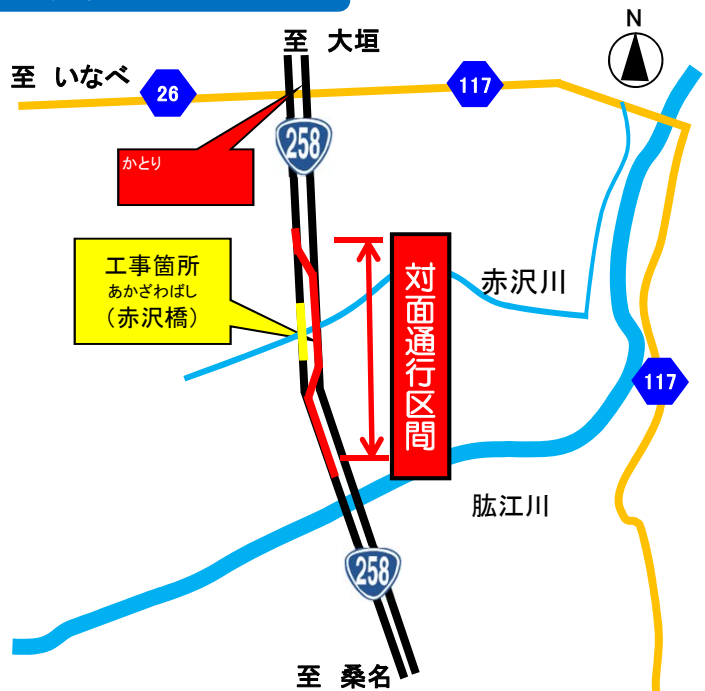 至 大垣
N
至 いなべ
26
117
258
かとり
工事箇所
あかざわばし
（赤沢橋）
対面通行区間
赤沢川
117
肱江川
258
至 桑名